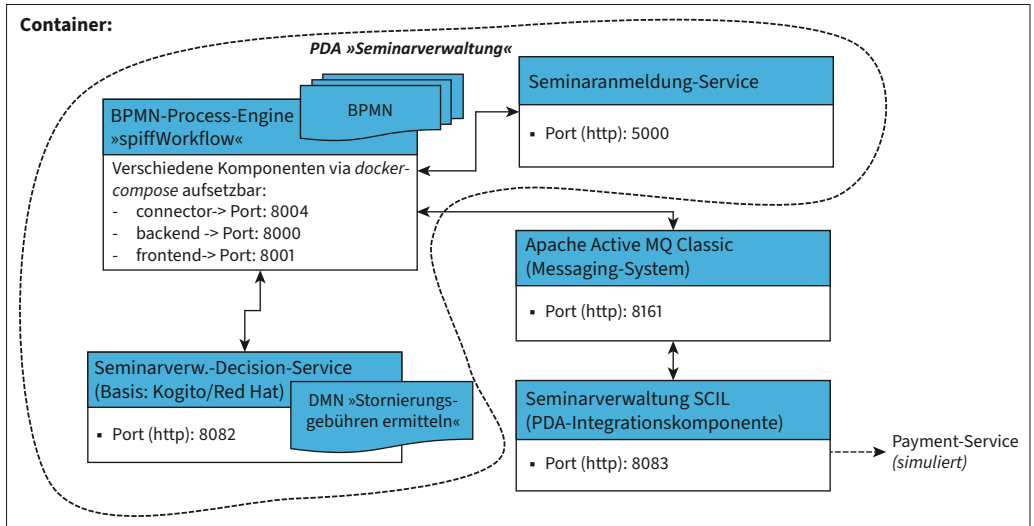 Container:
PDA »Seminarverwaltung«
BPMN-Process-Engine
»spiffWorkflow«
BPMN
Verschiedene Komponenten via docker-
compose aufsetzbar:
- connector-> Port: 8004
- backend -> Port: 8000
- frontend-> Port: 8001
Seminaranmeldung-Service
▪ Port (http): 5000
Apache Active MQ Classic
(Messaging-System)
▪ Port (http): 8161
Seminarverw.-Decision-Service
(Basis: Kogito/Red Hat)
▪ Port (http): 8082
DMN »Stornierungs-
gebühren ermitteln«
Seminarverwaltung SCIL
(PDA-Integrationskomponente)
▪ Port (http): 8083
Payment-Service
(simuliert)